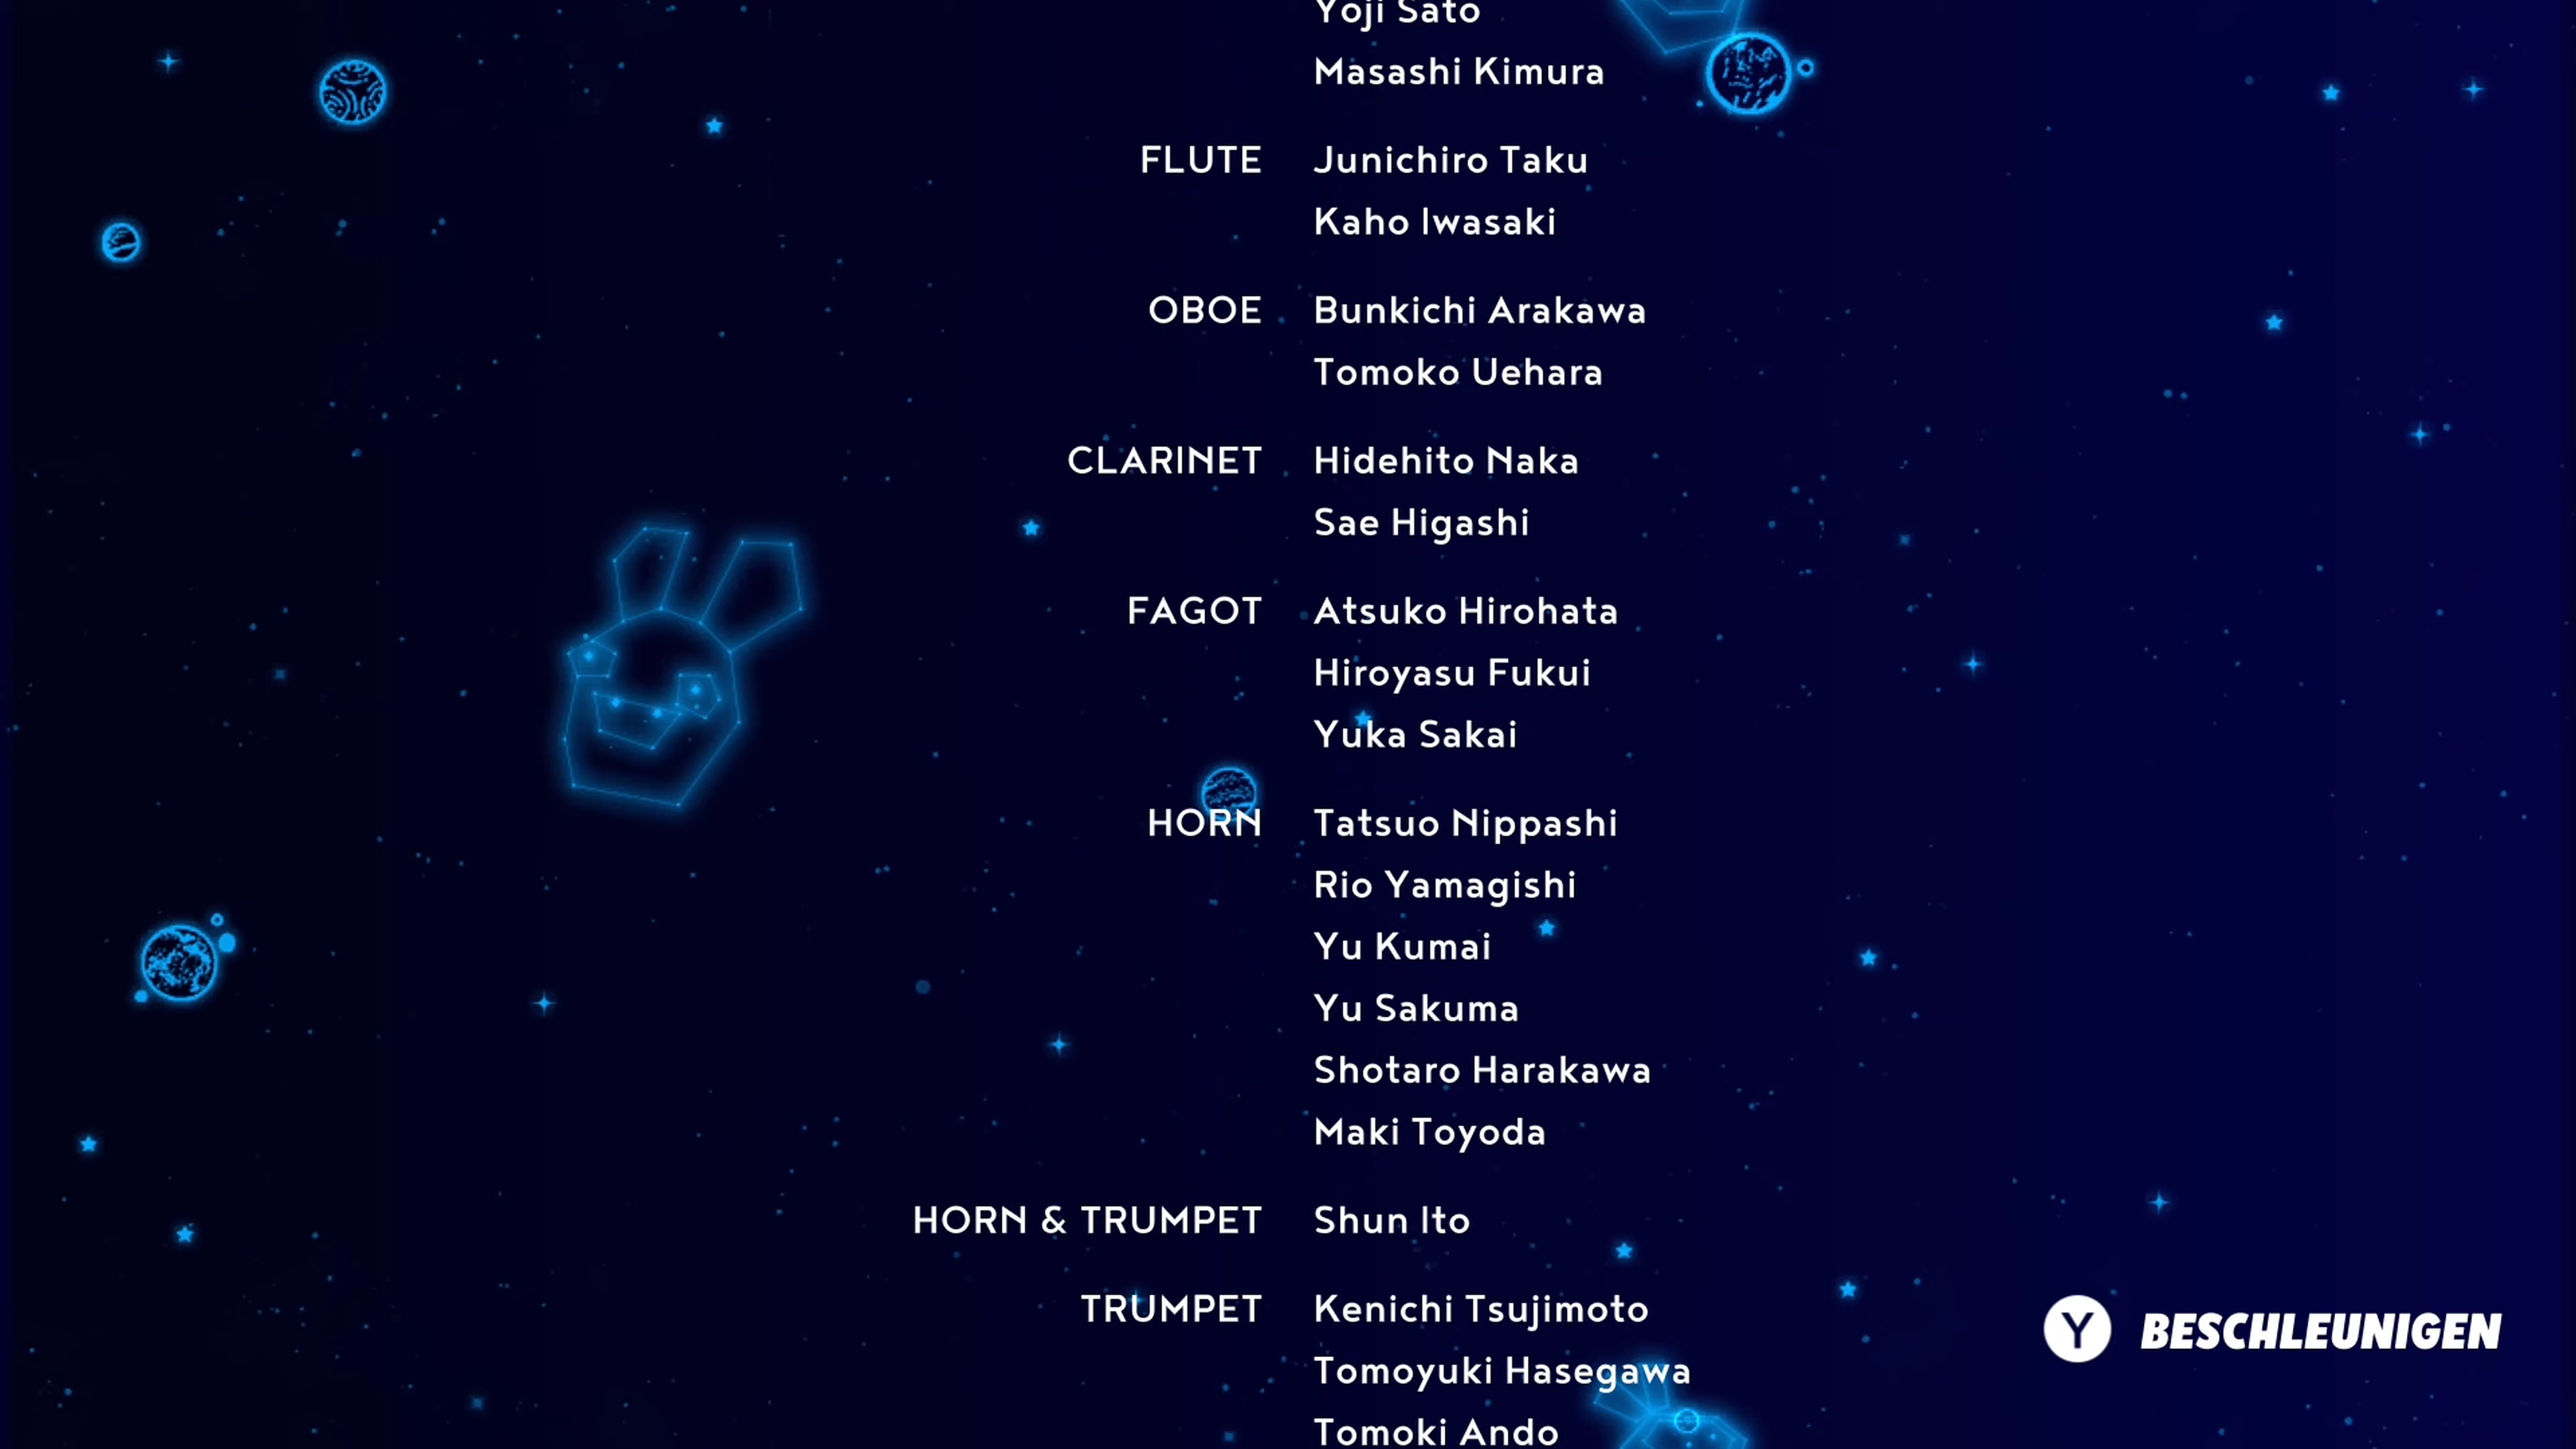 Yoji Sato
Masashi Kimura
FLUTE Junichiro Taku
Kaho Iwasaki
OBOE Bunkichi Arakawa
Tomoko Uehara
CLARINET Hidehito Naka
Sae Higashi
FAGOT Atsuko Hirohata
Hiroyasu Fukui
Yuka Sakai
HORN Tatsuo Nippashi
Rio Yamagishi
Yu Kumai
Yu Sakuma
Shotaro Harakawa
Maki Toyoda
HORN & TRUMPET Shun Ito
TRUMPET Kenichi Tsujimoto
Tomoyuki Hasegawa
Tomoki Ando
Y BESCHLEUNIGEN